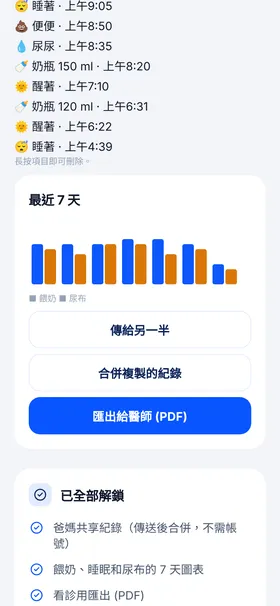 😴 睡著 · 上午9:05
💩 便便 · 上午8:50
💧 尿尿 · 上午8:35
🍼 奶瓶 150 ml · 上午8:20
🌞 醒著 · 上午7:10
🍼 奶瓶 120 ml · 上午6:31
🌞 醒著 · 上午6:22
😴 睡著 · 上午4:39
長按項目即可刪除。
最近 7 天
餵奶 尿布
傳給另一半
合併複製的紀錄
匯出給醫師 (PDF)
已全部解鎖
爸媽共享紀錄（傳送後合併，不需帳
號）
餵奶、睡眠和尿布的 7 天圖表
看診用匯出 (PDF)